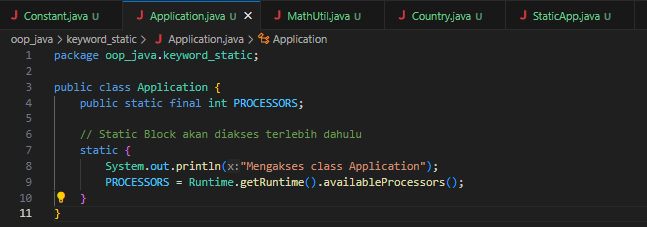 Constant.java U Application.java U MathUtil.java U Country.java U StaticApp.java U
oop_java > keyword_static > Application.java > Application
1 package oop_java.keyword_static;
2
3 public class Application {
4 public static final int PROCESSORS;
5
6 // Static Block akan diakses terlebih dahulu
7 static {
8 System.out.println(x:"Mengakses class Application");
9 PROCESSORS = Runtime.getRuntime().availableProcessors();
10 }
11 }